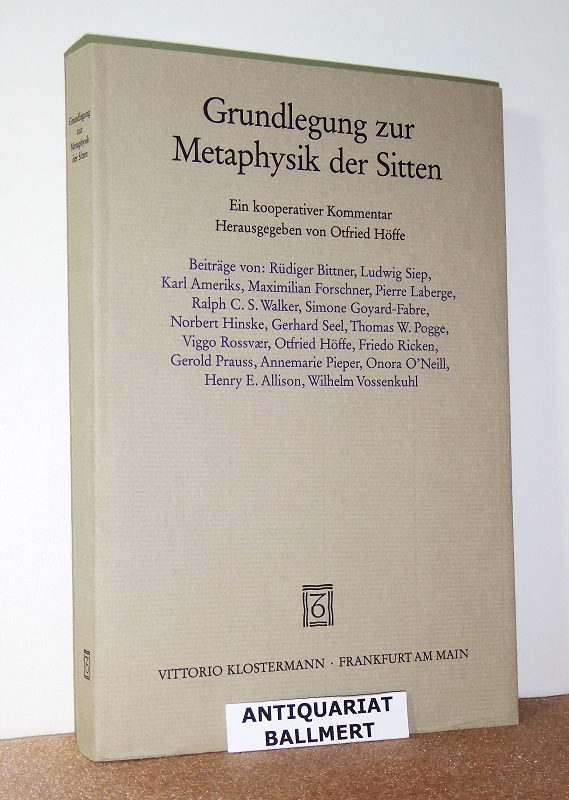 Grundlegung
zur
Metaphysik
der Sitten
Grundlegung zur
Metaphysik der Sitten
Ein kooperativer Kommentar
Herausgegeben von Otfried Höffe
Beiträge von: Rüdiger Bittner, Ludwig Siep,
Karl Ameriks, Maximilian Forschner, Pierre Laberge,
Ralph C. S. Walker, Simone Goyard-Fabre,
Norbert Hinske, Gerhard Seel, Thomas W. Pogge,
Viggo Rossvær, Otfried Höffe, Friedo Ricken,
Gerold Prauss, Annemarie Pieper, Onora O'Neill,
Henry E. Allison, Wilhelm Vossenkuhl
VITTORIO KLOSTERMANN · FRANKFURT AM MAIN
ANTIQUARIAT
BALLMERT